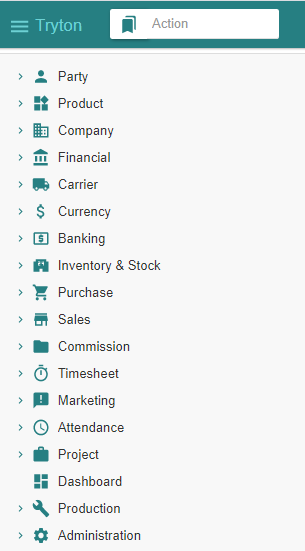 Tryton
Action
Party
Product
Company
Financial
Carrier
Currency
Banking
Inventory & Stock
Purchase
Sales
Commission
Timesheet
Marketing
Attendance
Project
Dashboard
Production
Administration